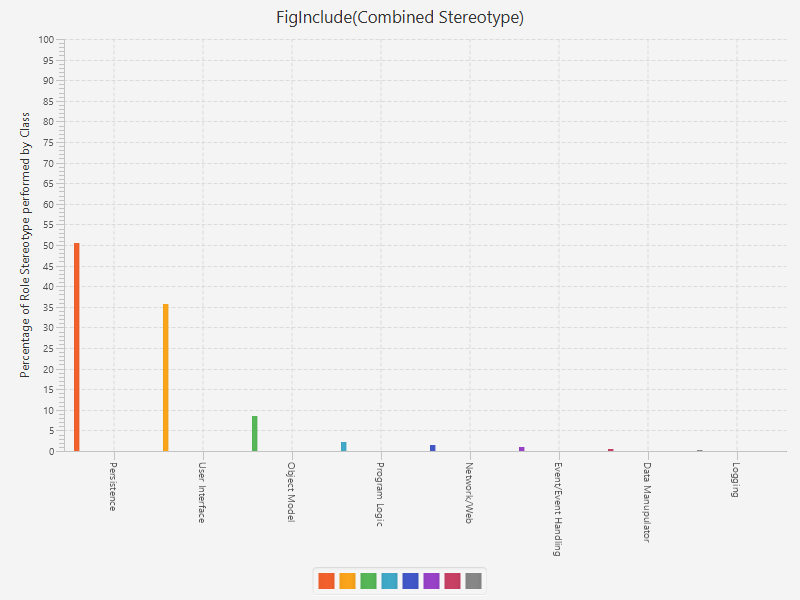 FigInclude(Combined Stereotype)
Percentage of Role Stereotype performed by Class
100
95
90
85
80
75
70
65
60
55
50
45
40
35
30
25
20
15
10
5
0
Persistence
User Interface
Object Model
Program Logic
Network/Web
Event/Event Handling
Data Manupulator
Logging